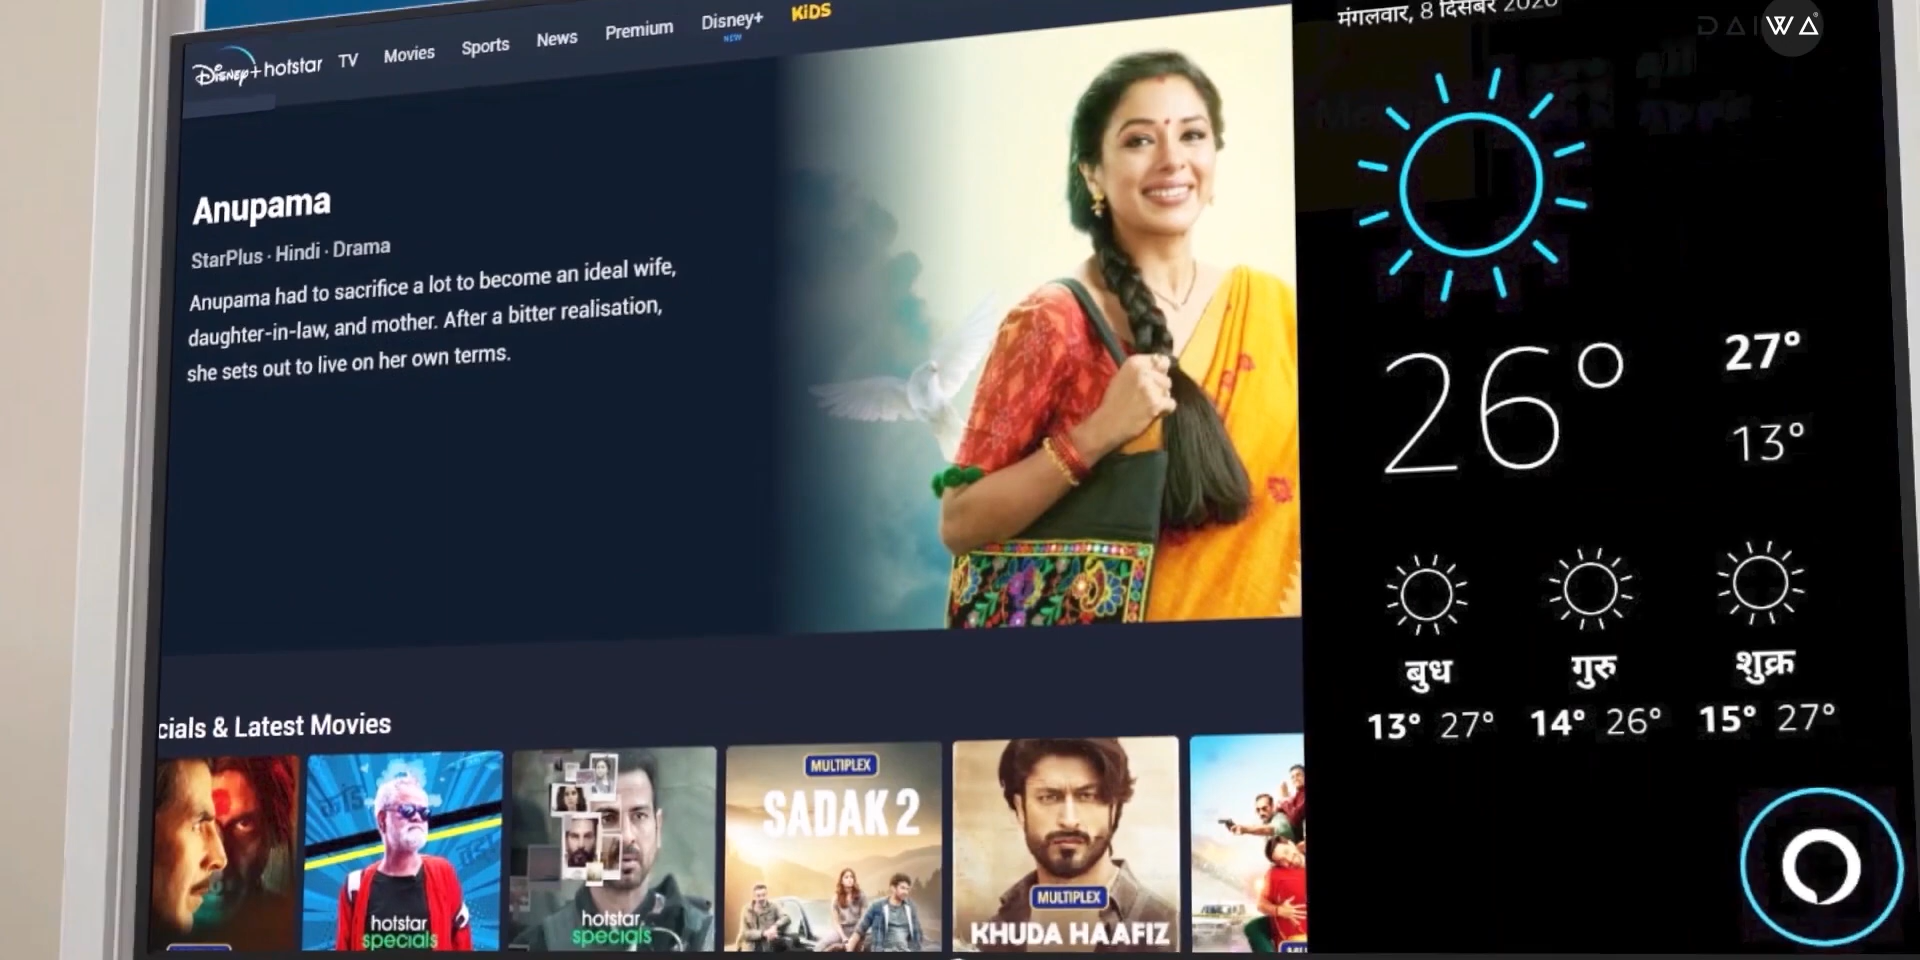 Disney+ hotstar TV Movies Sports News Premium Disney+ KiDS
NEW
Anupama
StarPlus · Hindi · Drama
Anupama had to sacrifice a lot to become an ideal wife,
daughter-in-law, and mother. After a bitter realisation,
she sets out to live on her own terms.
cials & Latest Movies
hotstar
specials
hotstar
specials
MULTIPLEX
SADAK 2
MULTIPLEX
KHUDA HAAFIZ
मंगलवार, 8 दिसंबर 2020
DAIWA
26°
27°
13°
बुध गुरु शुक्र
13° 27° 14° 26° 15° 27°